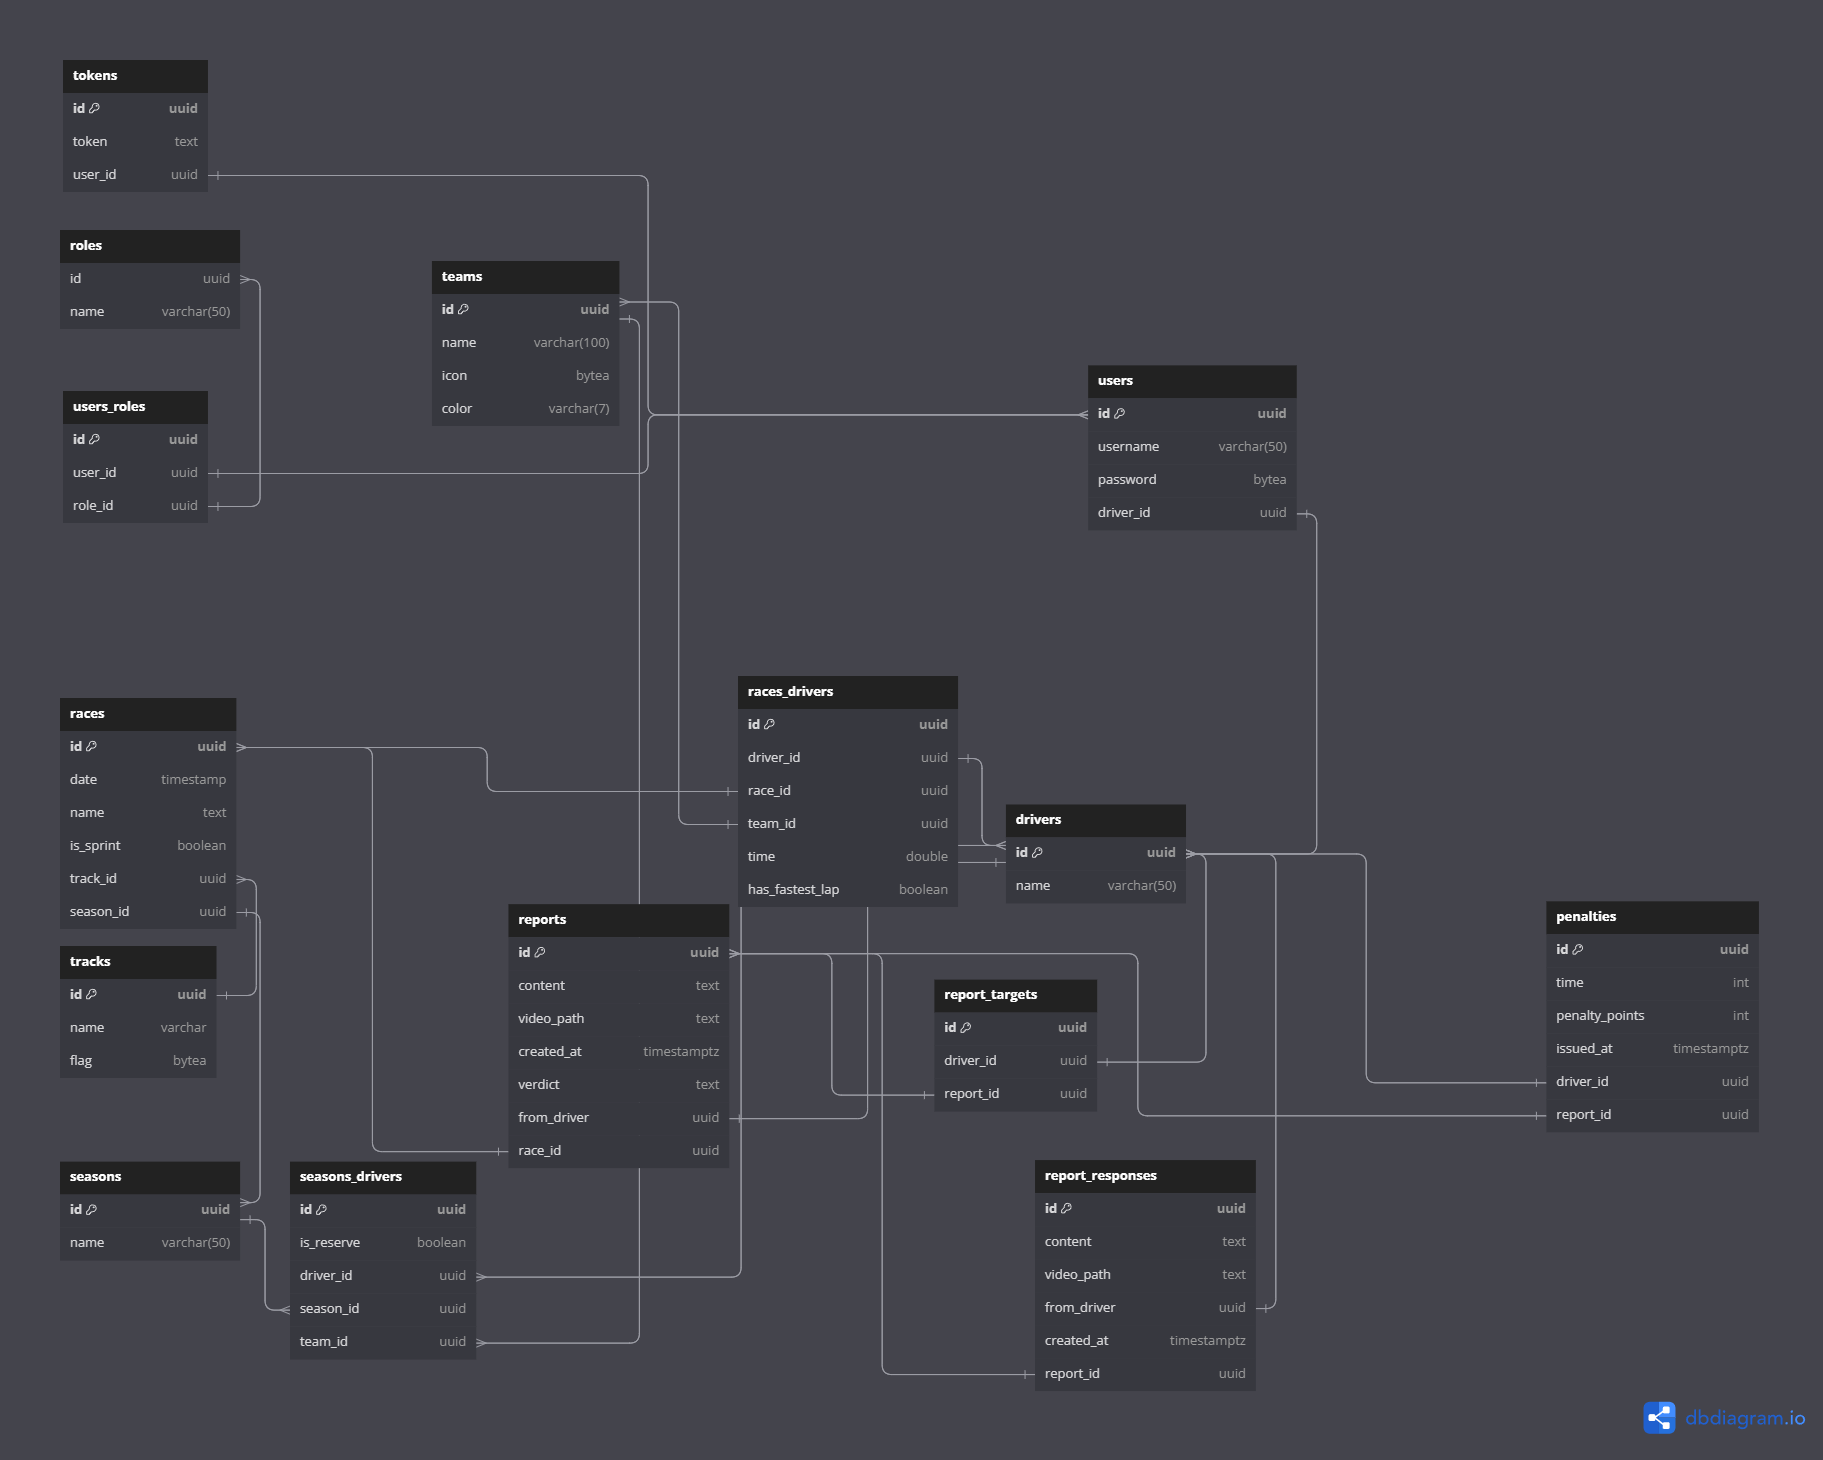 tokens
id uuid
token text
user_id uuid
roles
id uuid
name varchar(50)
teams
id uuid
name varchar(100)
icon bytea
color varchar(7)
users_roles
id uuid
user_id uuid
role_id uuid
users
id uuid
username varchar(50)
password bytea
driver_id uuid
races
id uuid
date timestamp
name text
is_sprint boolean
track_id uuid
season_id uuid
races_drivers
id uuid
driver_id uuid
race_id uuid
team_id uuid
time double
has_fastest_lap boolean
drivers
id uuid
name varchar(50)
reports
id uuid
content text
video_path text
created_at timestamptz
verdict text
from_driver uuid
race_id uuid
penalties
id uuid
time int
penalty_points int
issued_at timestamptz
driver_id uuid
report_id uuid
tracks
id uuid
name varchar
flag bytea
report_targets
id uuid
driver_id uuid
report_id uuid
seasons
id uuid
name varchar(50)
seasons_drivers
id uuid
is_reserve boolean
driver_id uuid
season_id uuid
team_id uuid
report_responses
id uuid
content text
video_path text
from_driver uuid
created_at timestamptz
report_id uuid
dbdiagram.io